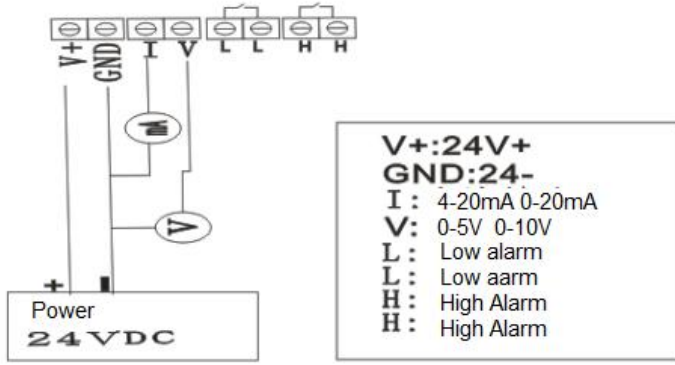 V+ GND I V L L H H
mA
V
+ -
Power
24VDC
V+:24V+
GND:24-
I: 4-20mA 0-20mA
V: 0-5V 0-10V
L: Low alarm
L: Low aarm
H: High Alarm
H: High Alarm